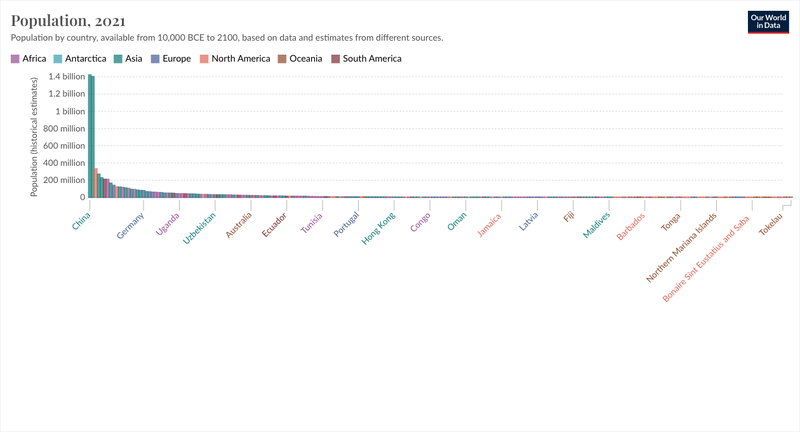 Population, 2021
Our World
in Data
Population by country, available from 10,000 BCE to 2100, based on data and estimates from different sources.
Africa Antarctica Asia Europe North America Oceania South America
Population (historical estimates)
1.4 billion
1.2 billion
1 billion
800 million
600 million
400 million
200 million
0
China
Germany
Uganda
Uzbekistan
Australia
Ecuador
Tunisia
Portugal
Hong Kong
Congo
Oman
Jamaica
Latvia
Fiji
Maldives
Barbados
Tonga
Northern Mariana Islands
Bonaire Sint Eustatius and Saba
Tokelau